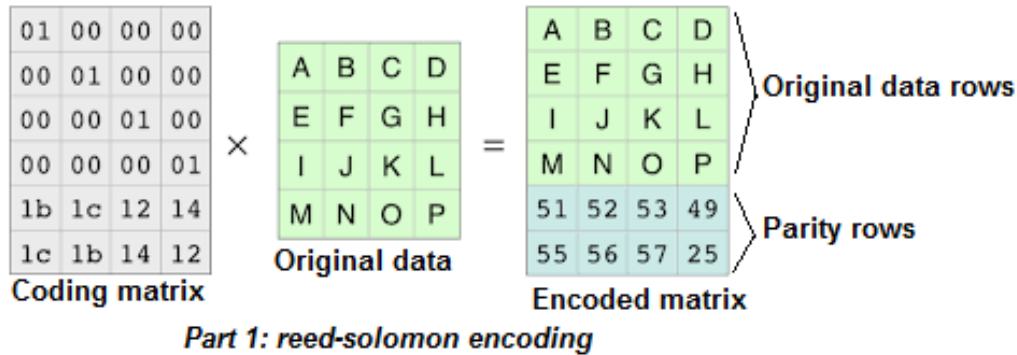 01 00 00 00
00 01 00 00
00 00 01 00
00 00 00 01
1b 1c 12 14
1c 1b 14 12
Coding matrix
×
A B C D
E F G H
I J K L
M N O P
Original data
=
A B C D
E F G H
I J K L
M N O P
51 52 53 49
55 56 57 25
Encoded matrix
Original data rows
Parity rows
Part 1: reed-solomon encoding